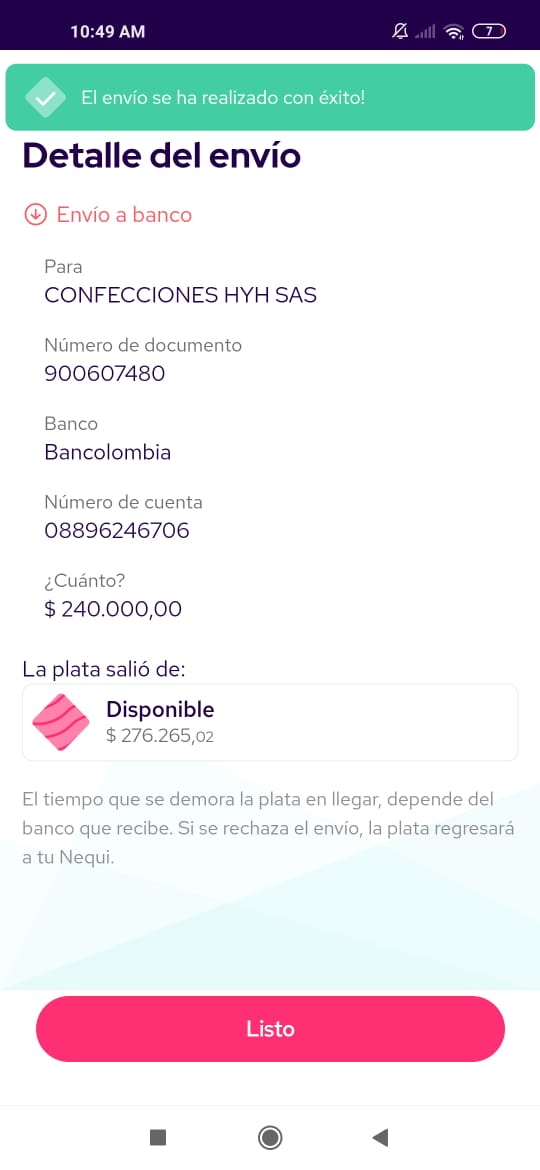 10:49 AM
7
El envío se ha realizado con éxito!
Detalle del envío
Envío a banco
Para
CONFECCIONES HYH SAS
Número de documento
900607480
Banco
Bancolombia
Número de cuenta
08896246706
¿Cuánto?
$ 240.000,00
La plata salió de:
Disponible
$ 276.265,02
El tiempo que se demora la plata en llegar, depende del
banco que recibe. Si se rechaza el envío, la plata regresará
a tu Nequi.
Listo